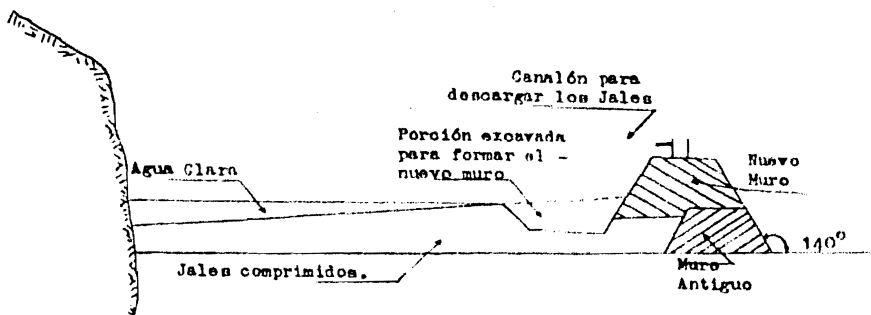 Canalón para
descargar los Jales
Porción excavada
para formar el -
nuevo muro
Agua Clara
Nuevo
Muro
140°
Jales comprimidos.
Muro
Antiguo